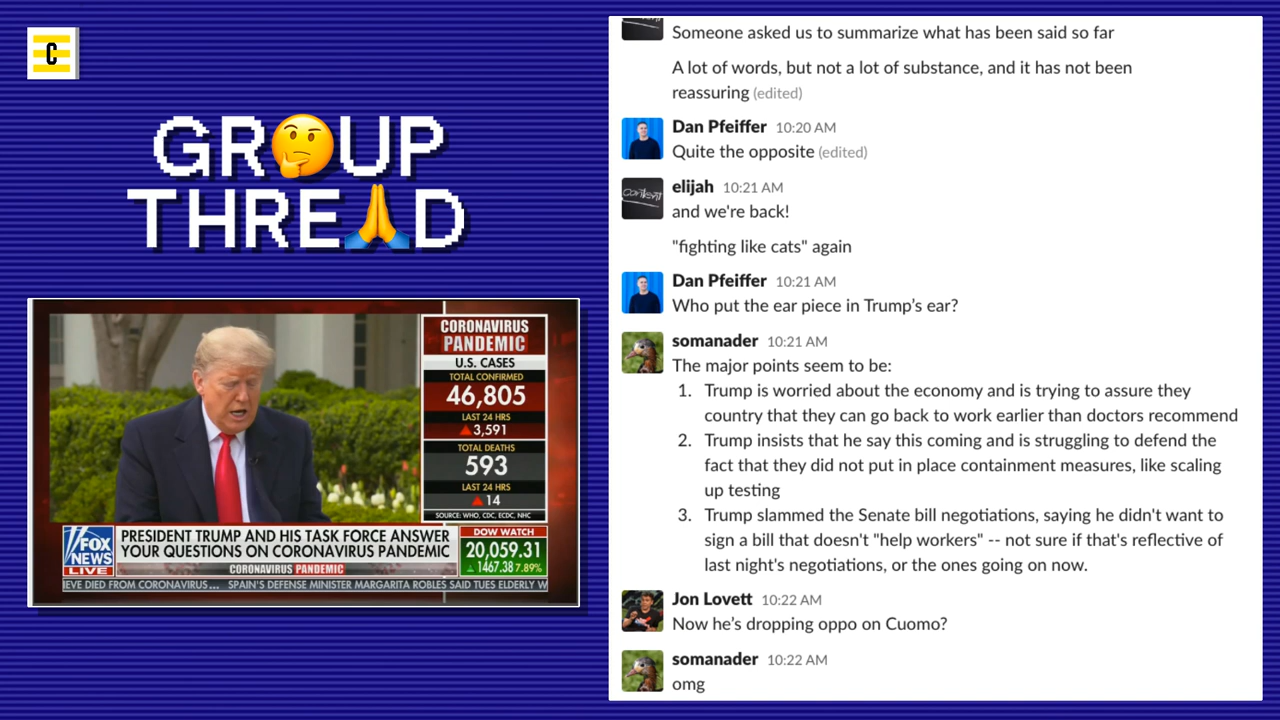 C
GR🤔UP
THRE🙏D
CORONAVIRUS
PANDEMIC
U.S. CASES
TOTAL CONFIRMED
46,805
LAST 24 HRS
▲3,591
TOTAL DEATHS
593
LAST 24 HRS
▲14
SOURCE: WHO, CDC, ECDC, NHC
FOX
NEWS
LIVE
PRESIDENT TRUMP AND HIS TASK FORCE ANSWER
YOUR QUESTIONS ON CORONAVIRUS PANDEMIC
CORONAVIRUS PANDEMIC
DOW WATCH
20,059.31
▲ 1467.38 7.89%
IEVE DIED FROM CORONAVIRUS... SPAIN'S DEFENSE MINISTER MARGARITA ROBLES SAID TUES ELDERLY W
Someone asked us to summarize what has been said so far
A lot of words, but not a lot of substance, and it has not been
reassuring (edited)
Dan Pfeiffer 10:20 AM
Quite the opposite (edited)
content
elijah 10:21 AM
and we're back!
"fighting like cats" again
Dan Pfeiffer 10:21 AM
Who put the ear piece in Trump's ear?
somanader 10:21 AM
The major points seem to be:
1. Trump is worried about the economy and is trying to assure they
country that they can go back to work earlier than doctors recommend
2. Trump insists that he say this coming and is struggling to defend the
fact that they did not put in place containment measures, like scaling
up testing
3. Trump slammed the Senate bill negotiations, saying he didn't want to
sign a bill that doesn't "help workers" -- not sure if that's reflective of
last night's negotiations, or the ones going on now.
Jon Lovett 10:22 AM
Now he's dropping oppo on Cuomo?
somanader 10:22 AM
omg